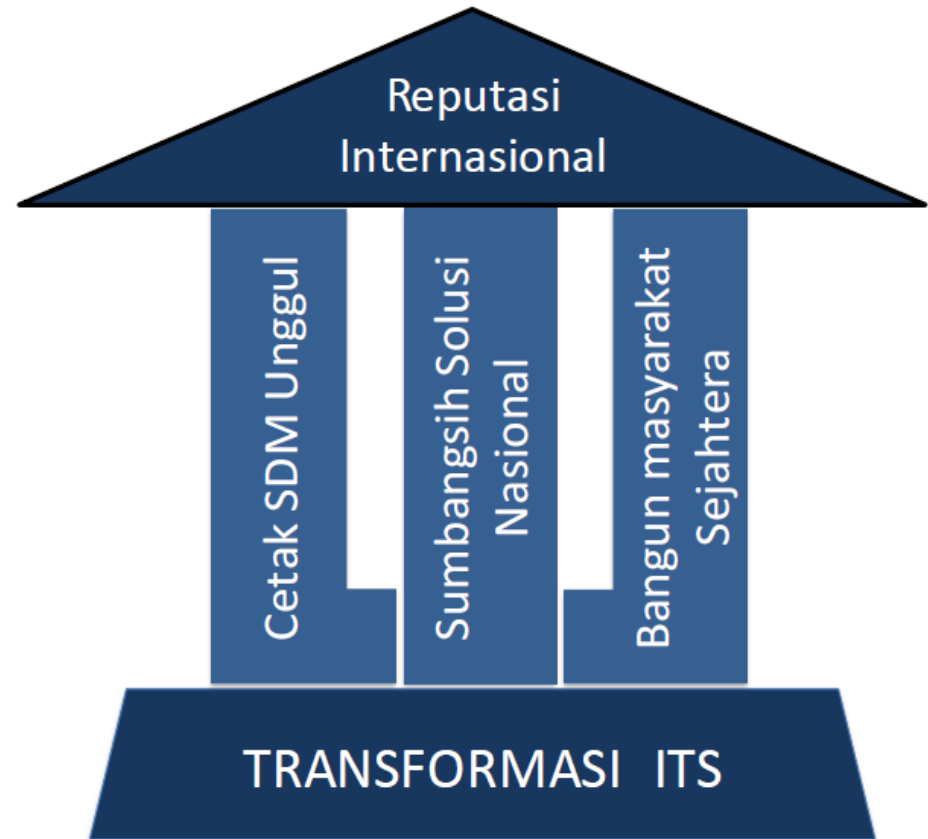 Reputasi
Internasional
Cetak SDM Unggul
Sumbangsih Solusi
Nasional
Bangun masyarakat
Sejahtera
TRANSFORMASI ITS